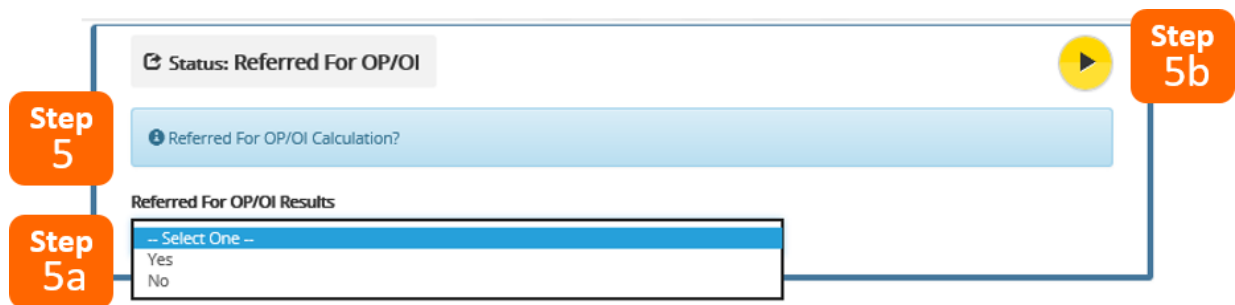 Status: Referred For OP/OI
Step
5b
Step
5
Referred For OP/OI Calculation?
Referred For OP/OI Results
Step
5a
-- Select One --
Yes
No